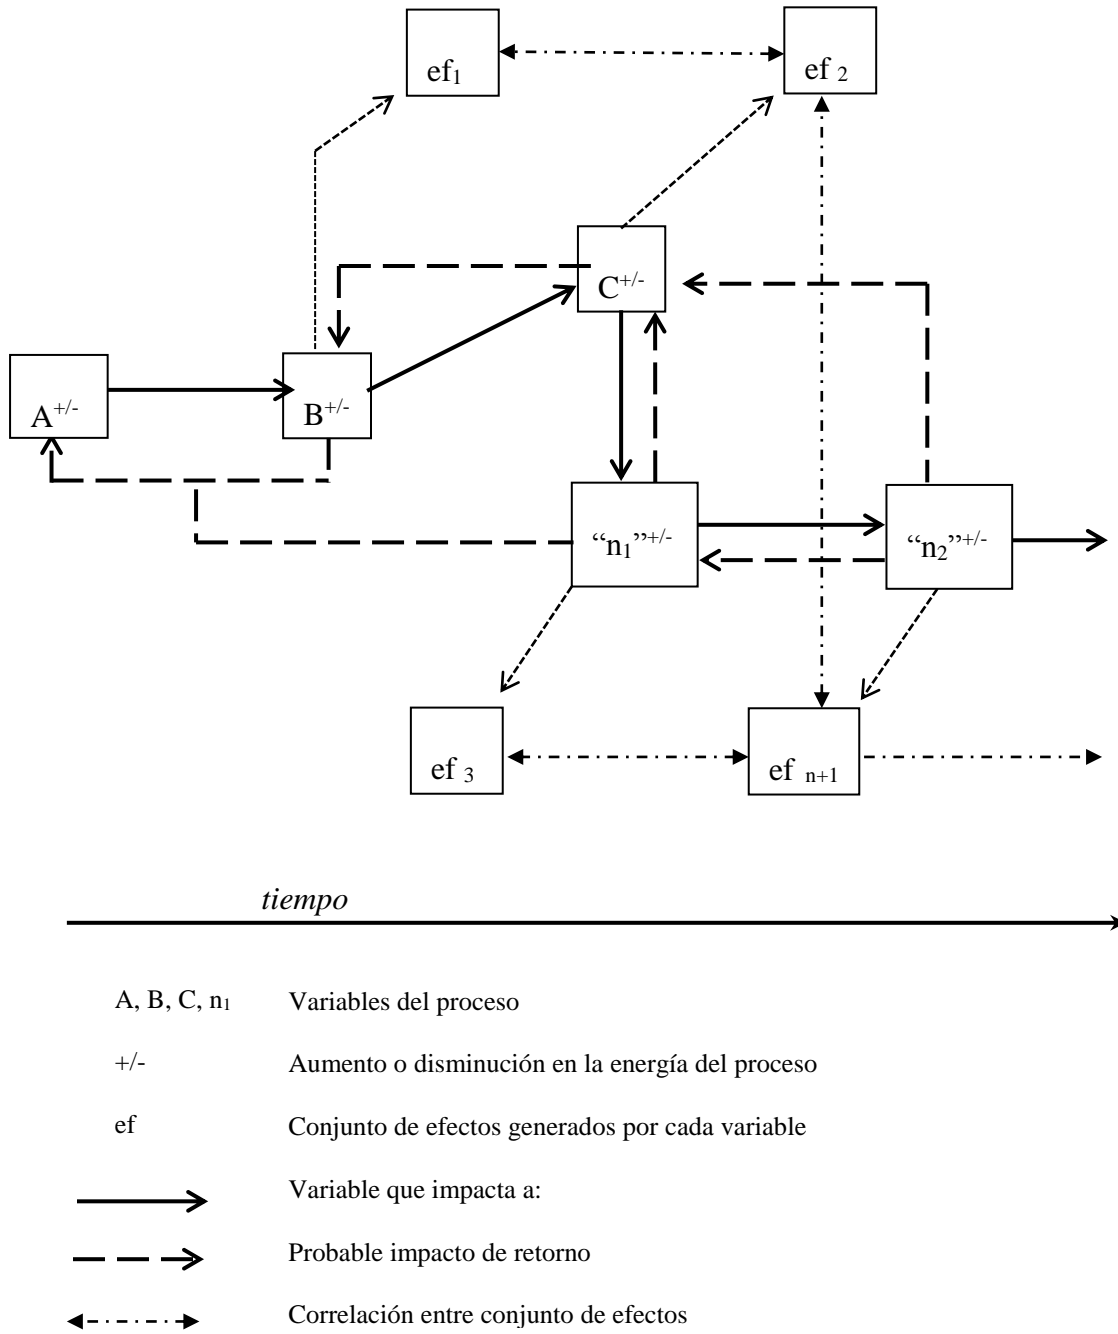 ef₁
ef ₂
C⁺/⁻
A⁺/⁻
B⁺/⁻
“n₁”⁺/⁻
“n₂”⁺/⁻
ef ₃
ef ₙ₊₁
tiempo
A, B, C, n₁ Variables del proceso
+/- Aumento o disminución en la energía del proceso
ef Conjunto de efectos generados por cada variable
Variable que impacta a:
Probable impacto de retorno
Correlación entre conjunto de efectos